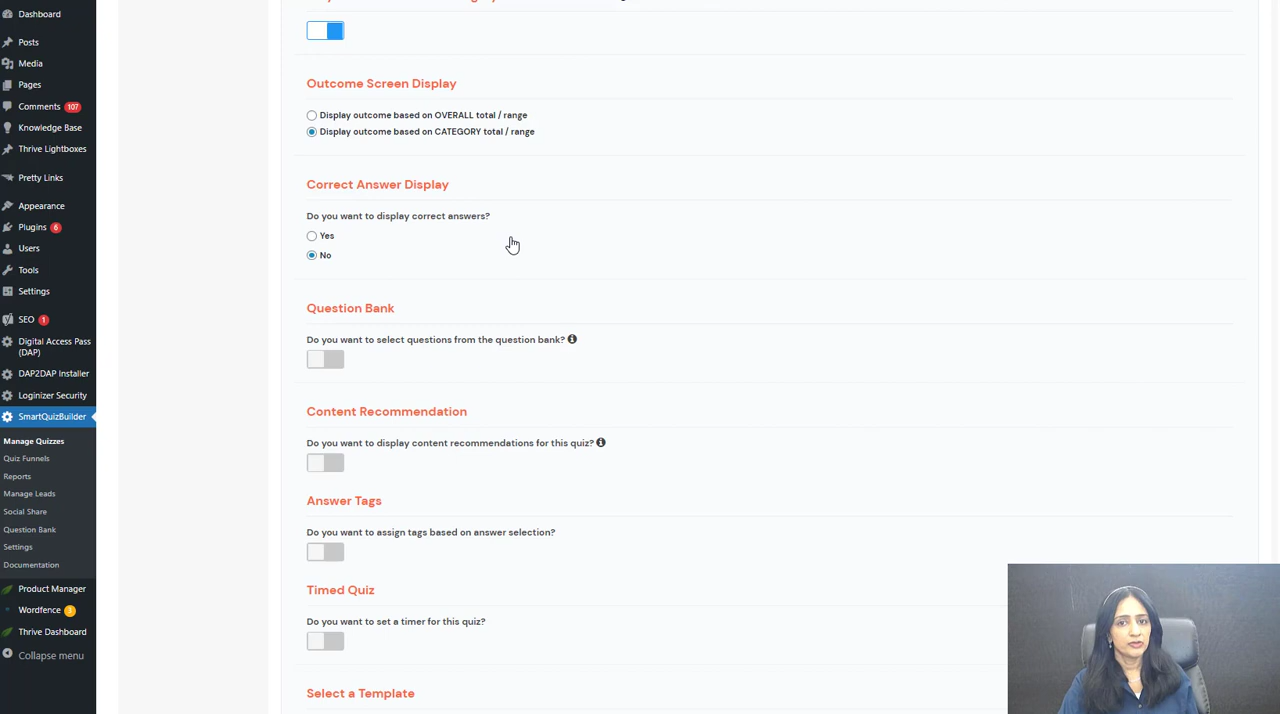 Dashboard
Posts
Media
Pages
Comments 107
Knowledge Base
Thrive Lightboxes
Pretty Links
Appearance
Plugins 6
Users
Tools
Settings
SEO 1
Digital Access Pass
(DAP)
DAP2DAP Installer
Loginizer Security
SmartQuizBuilder
Manage Quizzes
Quiz Funnels
Reports
Manage Leads
Social Share
Question Bank
Settings
Documentation
Product Manager
Wordfence 3
Thrive Dashboard
Collapse menu
Outcome Screen Display
Display outcome based on OVERALL total / range
Display outcome based on CATEGORY total / range
Correct Answer Display
Do you want to display correct answers?
Yes
No
Question Bank
Do you want to select questions from the question bank?
Content Recommendation
Do you want to display content recommendations for this quiz?
Answer Tags
Do you want to assign tags based on answer selection?
Timed Quiz
Do you want to set a timer for this quiz?
Select a Template